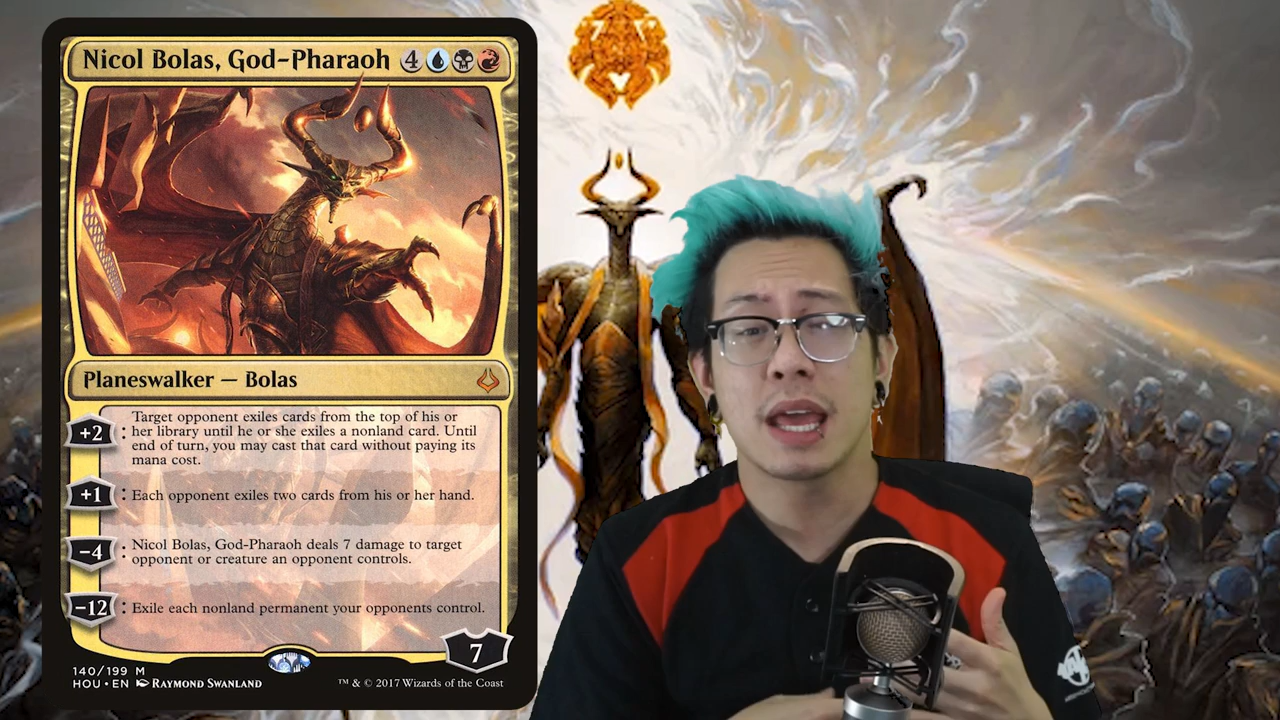 Nicol Bolas, God-Pharaoh 4
Planeswalker — Bolas
+2 : Target opponent exiles cards from the top of his or
her library until he or she exiles a nonland card. Until
end of turn, you may cast that card without paying its
mana cost.
+1 : Each opponent exiles two cards from his or her hand.
−4 : Nicol Bolas, God-Pharaoh deals 7 damage to target
opponent or creature an opponent controls.
−12 : Exile each nonland permanent your opponents control.
7
140/199 M
HOU • EN Raymond Swanland
™ & © 2017 Wizards of the Coast